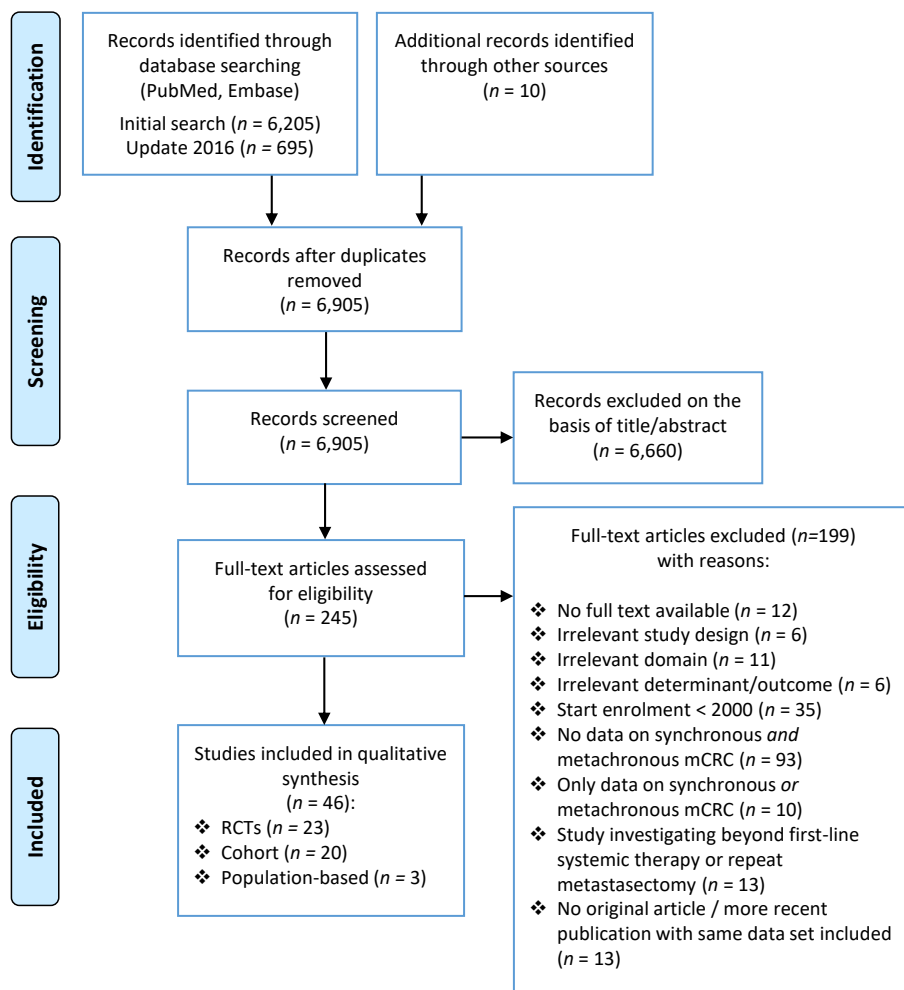 Identification
Records identified through
database searching
(PubMed, Embase)
Initial search (n = 6,205)
Update 2016 (n = 695)
Additional records identified
through other sources
(n = 10)
Screening
Records after duplicates
removed
(n = 6,905)
Records screened
(n = 6,905)
Records excluded on the
basis of title/abstract
(n = 6,660)
Eligibility
Full-text articles assessed
for eligibility
(n = 245)
Full-text articles excluded (n=199)
with reasons:
❖ No full text available (n = 12)
❖ Irrelevant study design (n = 6)
❖ Irrelevant domain (n = 11)
❖ Irrelevant determinant/outcome (n = 6)
❖ Start enrolment < 2000 (n = 35)
❖ No data on synchronous and
metachronous mCRC (n = 93)
❖ Only data on synchronous or
metachronous mCRC (n = 10)
❖ Study investigating beyond first-line
systemic therapy or repeat
metastasectomy (n = 13)
❖ No original article / more recent
publication with same data set included
(n = 13)
Included
Studies included in qualitative
synthesis
(n = 46):
❖ RCTs (n = 23)
❖ Cohort (n = 20)
❖ Population-based (n = 3)